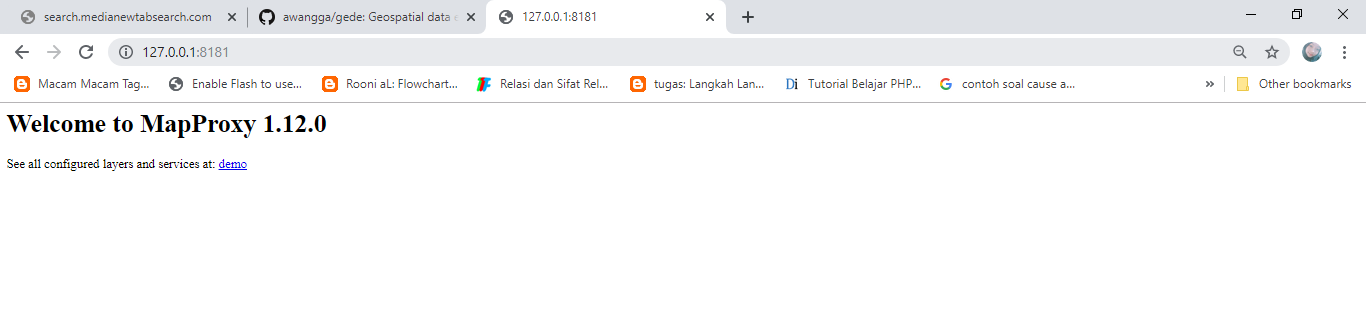 search.medianewtabsearch.com
awangga/gede: Geospatial data e
127.0.0.1:8181
127.0.0.1:8181
Macam Macam Tag...
Enable Flash to use...
Rooni aL: Flowchart...
Relasi dan Sifat Rel...
tugas: Langkah Lan...
Di Tutorial Belajar PHP...
contoh soal cause a...
»
Other bookmarks
Welcome to MapProxy 1.12.0
See all configured layers and services at: demo